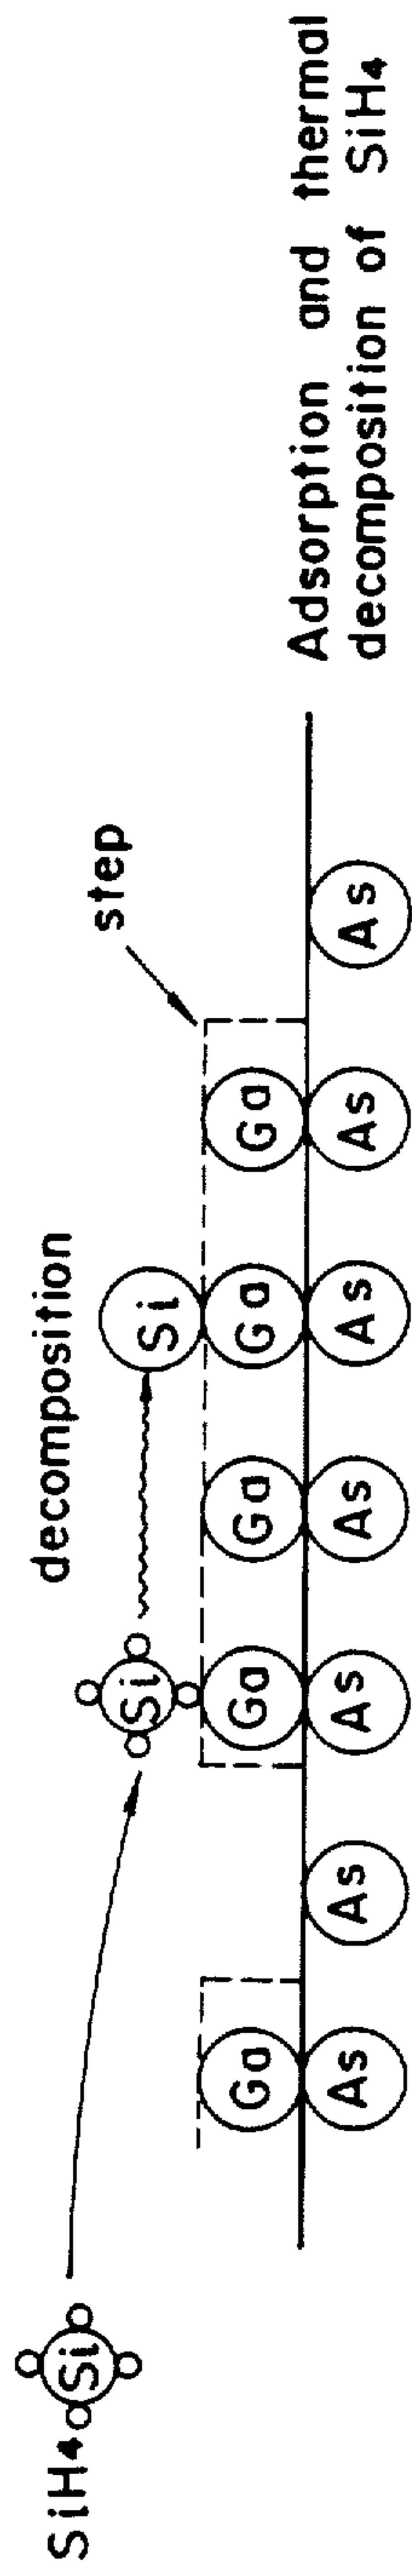 SiH4
Si
decomposition
Si
Si
step
Ga
Ga
Ga
Ga
Ga
As
As
As
As
As
As
As
Adsorption and thermal
decomposition of SiH4